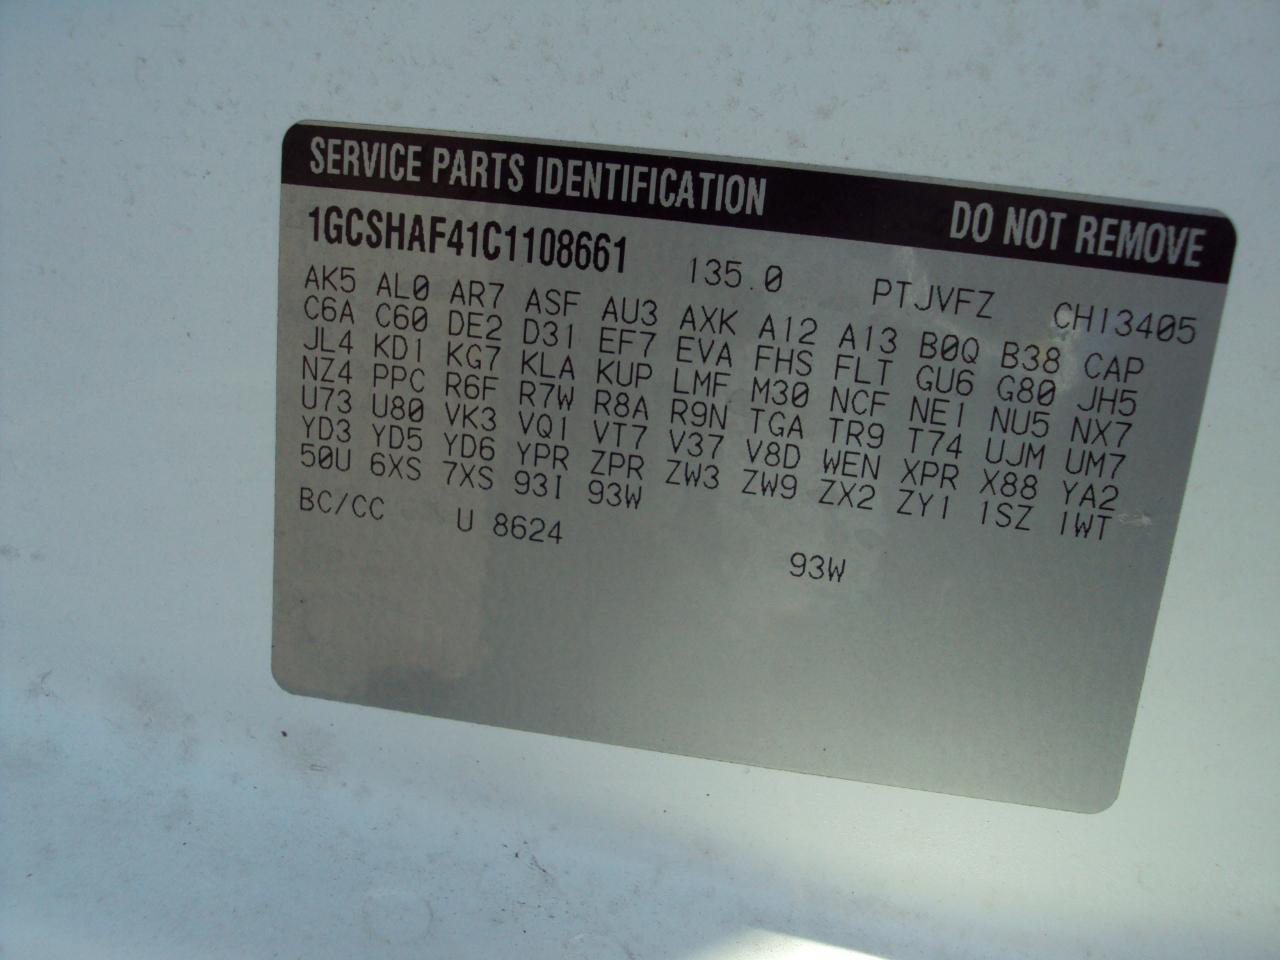 SERVICE PARTS IDENTIFICATION DO NOT REMOVE
1GCSHAF41C1108661 135.0 PTJVFZ CH13405
AK5 AL0 AR7 ASF AU3 AXK A12 A13 B0Q B38 CAP
C6A C60 DE2 D31 EF7 EVA FHS FLT GU6 G80 JH5
JL4 KD1 KG7 KLA KUP LMF M30 NCF NE1 NU5 NX7
NZ4 PPC R6F R7W R8A R9N TGA TR9 T74 UJM UM7
U73 U80 VK3 VQ1 VT7 V37 V8D WEN XPR X88 YA2
YD3 YD5 YD6 YPR ZPR ZW3 ZW9 ZX2 ZY1 1SZ 1WT
50U 6XS 7XS 93I 93W
BC/CC U 8624
93W